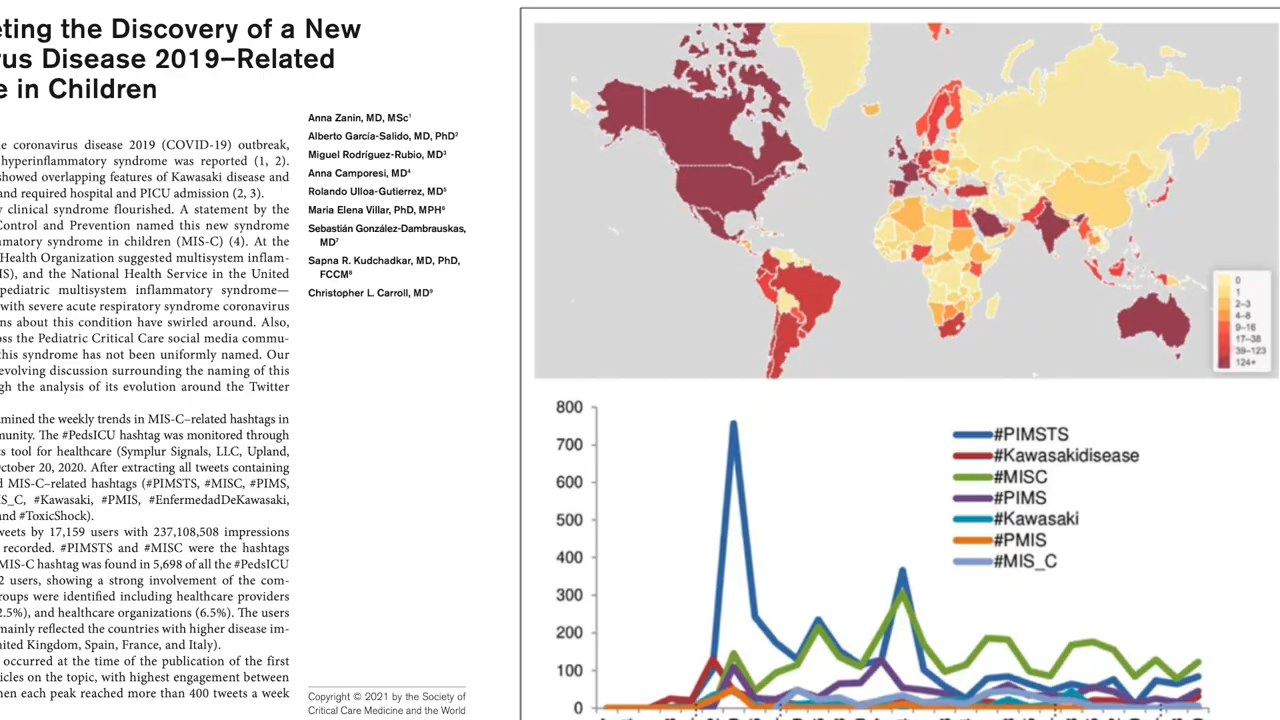 eting the Discovery of a New
rus Disease 2019–Related
e in Children
e coronavirus disease 2019 (COVID-19) outbreak,
hyperinflammatory syndrome was reported (1, 2).
showed overlapping features of Kawasaki disease and
and required hospital and PICU admission (2, 3).
y clinical syndrome flourished. A statement by the
Control and Prevention named this new syndrome
mmatory syndrome in children (MIS-C) (4). At the
Health Organization suggested multisystem inflam-
IS), and the National Health Service in the United
pediatric multisystem inflammatory syndrome—
with severe acute respiratory syndrome coronavirus
ns about this condition have swirled around. Also,
oss the Pediatric Critical Care social media commu-
this syndrome has not been uniformly named. Our
evolving discussion surrounding the naming of this
gh the analysis of its evolution around the Twitter
amined the weekly trends in MIS-C–related hashtags in
munity. The #PedsICU hashtag was monitored through
cs tool for healthcare (Symplur Signals, LLC, Upland,
ctober 20, 2020. After extracting all tweets containing
d MIS-C–related hashtags (#PIMSTS, #MISC, #PIMS,
IS_C, #Kawasaki, #PMIS, #EnfermedadDeKawasaki,
and #ToxicShock).
weets by 17,159 users with 237,108,508 impressions
recorded. #PIMSTS and #MISC were the hashtags
MIS-C hashtag was found in 5,698 of all the #PedsICU
2 users, showing a strong involvement of the com-
roups were identified including healthcare providers
2.5%), and healthcare organizations (6.5%). The users
mainly reflected the countries with higher disease im-
nited Kingdom, Spain, France, and Italy).
occurred at the time of the publication of the first
icles on the topic, with highest engagement between
hen each peak reached more than 400 tweets a week
Anna Zanin, MD, MSc1
Alberto García-Salido, MD, PhD2
Miguel Rodríguez-Rubio, MD3
Anna Camporesi, MD4
Rolando Ulloa-Gutierrez, MD5
Maria Elena Villar, PhD, MPH6
Sebastián González-Dambrauskas,
MD7
Sapna R. Kudchadkar, MD, PhD,
FCCM8
Christopher L. Carroll, MD9
Copyright © 2021 by the Society of
Critical Care Medicine and the World
0
1
2–3
4–8
9–16
17–38
39–123
124+
800
700
600
500
400
300
200
100
0
#PIMSTS
#Kawasakidisease
#MISC
#PIMS
#Kawasaki
#PMIS
#MIS_C